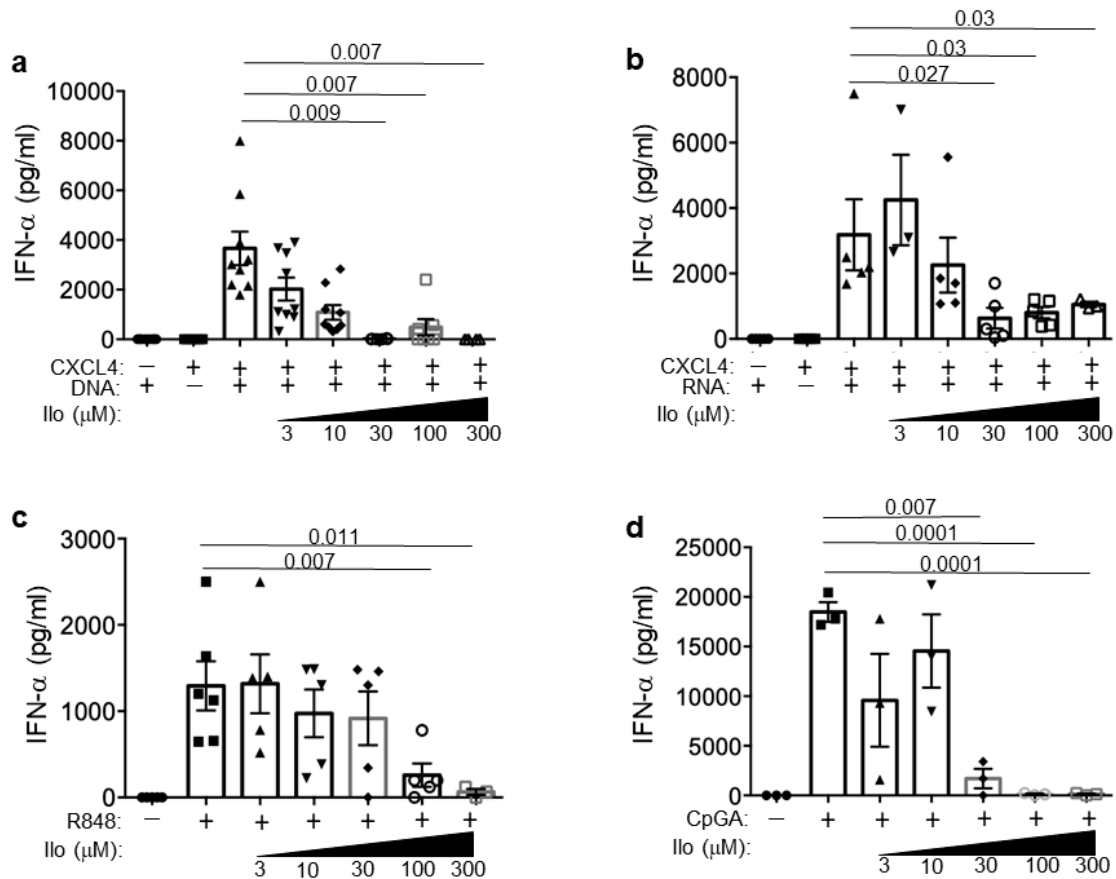 a
0.007
0.007
0.009
10000
8000
6000
4000
2000
0
IFN-α (pg/ml)
CXCL4: – + + + + + + +
DNA: + – + + + + + +
Ilo (μM):
3 10 30 100 300
b
0.03
0.03
0.027
8000
6000
4000
2000
0
IFN-α (pg/ml)
CXCL4: – + + + + + + +
RNA: + – + + + + + +
Ilo (μM):
3 10 30 100 300
c
0.011
0.007
3000
2000
1000
0
IFN-α (pg/ml)
R848: – + + + + + +
Ilo (μM):
3 10 30 100 300
d
0.007
0.0001
0.0001
25000
20000
15000
10000
5000
0
IFN-α (pg/ml)
CpGA: – + + + + + +
Ilo (μM):
3 10 30 100 300